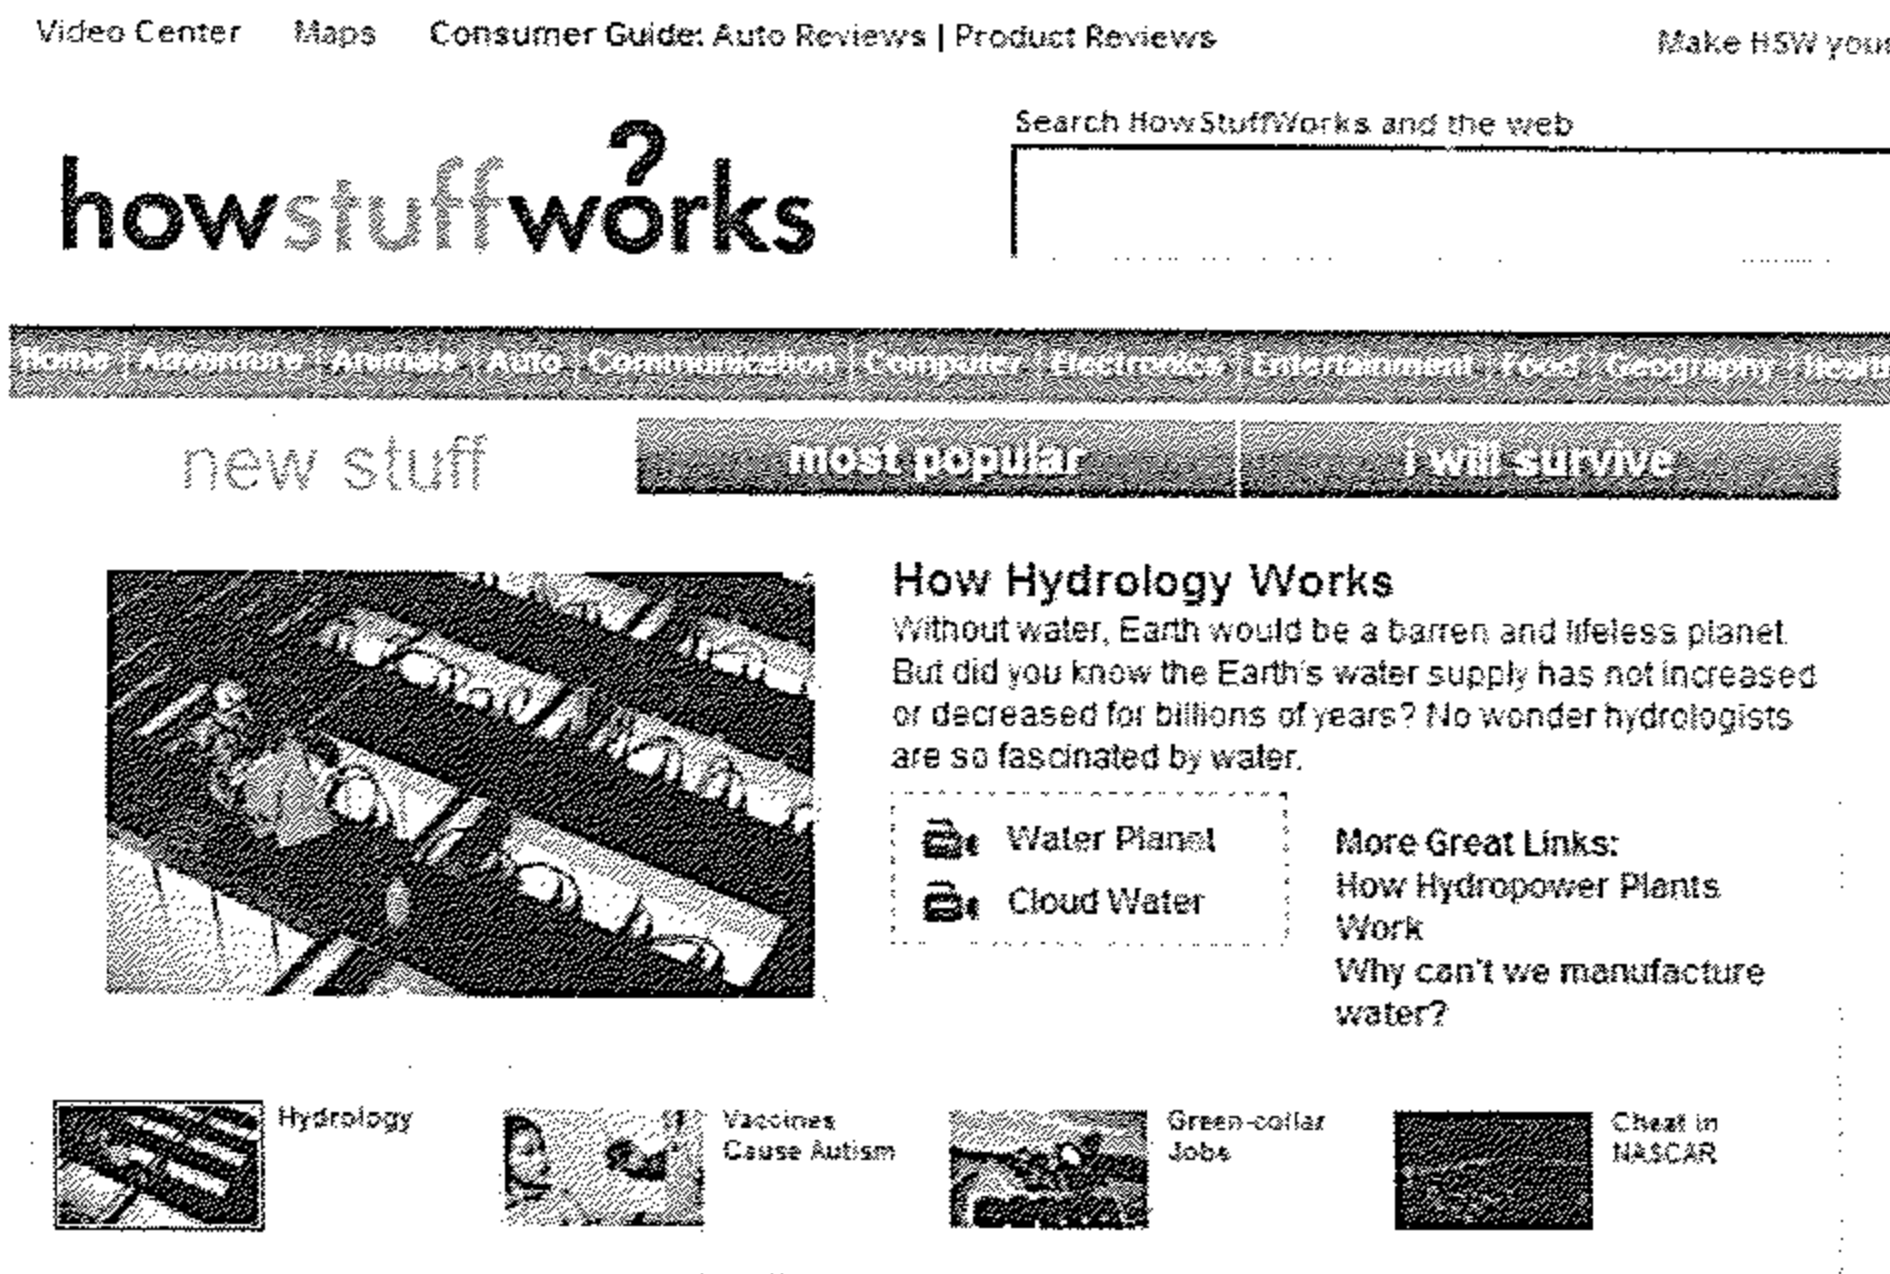 Video Center Maps Consumer Guide: Auto Reviews | Product Reviews
Make HSW your
Search HowStuffWorks and the web
howstuffworks
?
Home | Adventure | Animals | Auto | Communication | Computer | Electronics | Entertainment | Food | Geography | Health
new stuff most popular i will survive
How Hydrology Works
Without water, Earth would be a barren and lifeless planet.
But did you know the Earth's water supply has not increased
or decreased for billions of years? No wonder hydrologists
are so fascinated by water.
Water Planet
Cloud Water
More Great Links:
How Hydropower Plants
Work
Why can't we manufacture
water?
Hydrology
Vaccines
Cause Autism
Green-collar
Jobs
Cheat in
NASCAR